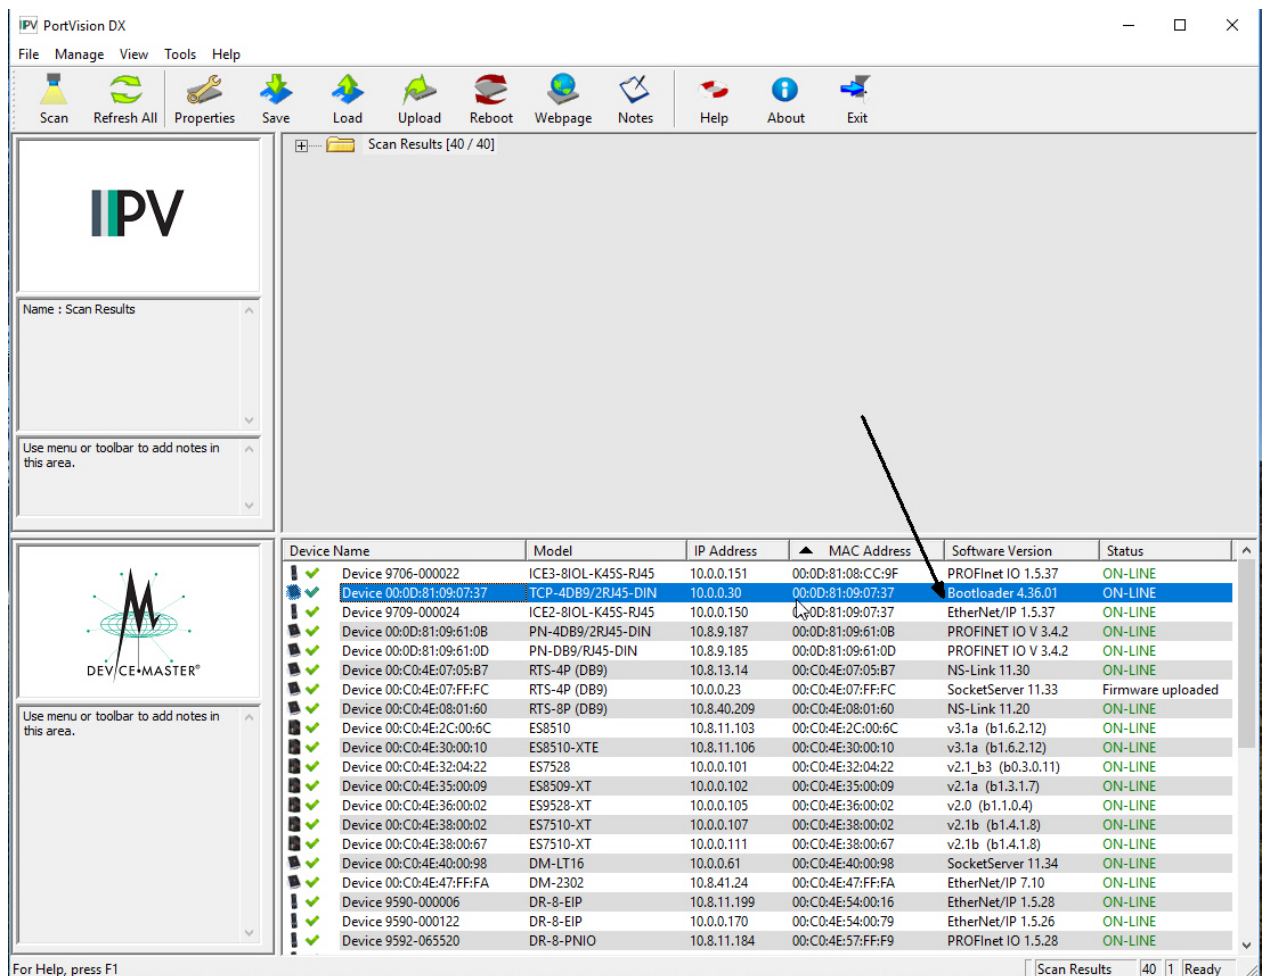 IPV PortVision DX
File Manage View Tools Help
Scan Refresh All Properties Save Load Upload Reboot Webpage Notes Help About Exit
Scan Results [40 / 40]
IPV
Name : Scan Results
Use menu or toolbar to add notes in
this area.
DEVICE•MASTER®
Use menu or toolbar to add notes in
this area.
Device Name Model IP Address MAC Address Software Version Status
Device 9706-000022 ICE3-8IOL-K45S-RJ45 10.0.0.151 00:0D:81:08:CC:9F PROFInet IO 1.5.37 ON-LINE
Device 00:0D:81:09:07:37 TCP-4DB9/2RJ45-DIN 10.0.0.30 00:0D:81:09:07:37 Bootloader 4.36.01 ON-LINE
Device 9709-000024 ICE2-8IOL-K45S-RJ45 10.0.0.150 00:0D:81:09:07:37 EtherNet/IP 1.5.37 ON-LINE
Device 00:0D:81:09:61:0B PN-4DB9/2RJ45-DIN 10.8.9.187 00:0D:81:09:61:0B PROFINET IO V 3.4.2 ON-LINE
Device 00:0D:81:09:61:0D PN-DB9/RJ45-DIN 10.8.9.185 00:0D:81:09:61:0D PROFINET IO V 3.4.2 ON-LINE
Device 00:C0:4E:07:05:B7 RTS-4P (DB9) 10.8.13.14 00:C0:4E:07:05:B7 NS-Link 11.30 ON-LINE
Device 00:C0:4E:07:FF:FC RTS-4P (DB9) 10.0.0.23 00:C0:4E:07:FF:FC SocketServer 11.33 Firmware uploaded
Device 00:C0:4E:08:01:60 RTS-8P (DB9) 10.8.40.209 00:C0:4E:08:01:60 NS-Link 11.20 ON-LINE
Device 00:C0:4E:2C:00:6C ES8510 10.8.11.103 00:C0:4E:2C:00:6C v3.1a (b1.6.2.12) ON-LINE
Device 00:C0:4E:30:00:10 ES8510-XTE 10.8.11.106 00:C0:4E:30:00:10 v3.1a (b1.6.2.12) ON-LINE
Device 00:C0:4E:32:04:22 ES7528 10.0.0.101 00:C0:4E:32:04:22 v2.1_b3 (b0.3.0.11) ON-LINE
Device 00:C0:4E:35:00:09 ES8509-XT 10.0.0.102 00:C0:4E:35:00:09 v2.1a (b1.3.1.7) ON-LINE
Device 00:C0:4E:36:00:02 ES9528-XT 10.0.0.105 00:C0:4E:36:00:02 v2.0 (b1.1.0.4) ON-LINE
Device 00:C0:4E:38:00:02 ES7510-XT 10.0.0.107 00:C0:4E:38:00:02 v2.1b (b1.4.1.8) ON-LINE
Device 00:C0:4E:38:00:67 ES7510-XT 10.0.0.111 00:C0:4E:38:00:67 v2.1b (b1.4.1.8) ON-LINE
Device 00:C0:4E:40:00:98 DM-LT16 10.0.0.61 00:C0:4E:40:00:98 SocketServer 11.34 ON-LINE
Device 00:C0:4E:47:FF:FA DM-2302 10.8.41.24 00:C0:4E:47:FF:FA EtherNet/IP 7.10 ON-LINE
Device 9590-000006 DR-8-EIP 10.8.11.199 00:C0:4E:54:00:16 EtherNet/IP 1.5.28 ON-LINE
Device 9590-000122 DR-8-EIP 10.0.0.170 00:C0:4E:54:00:79 EtherNet/IP 1.5.26 ON-LINE
Device 9592-065520 DR-8-PNIO 10.8.11.184 00:C0:4E:57:FF:F9 PROFInet IO 1.5.28 ON-LINE
For Help, press F1 Scan Results 40 1 Ready